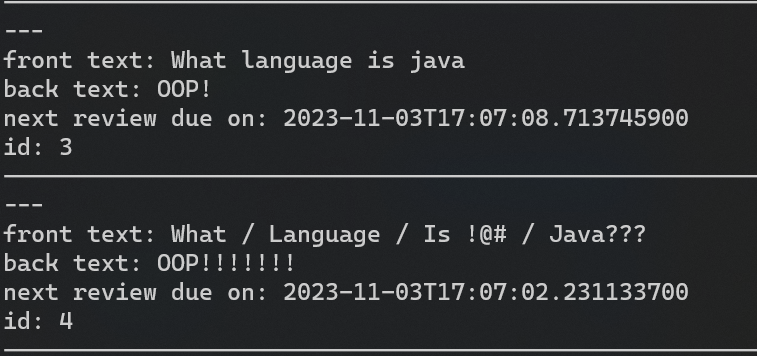 ---
front text: What language is java
back text: OOP!
next review due on: 2023-11-03T17:07:08.713745900
id: 3
---
front text: What / Language / Is !@# / Java???
back text: OOP!!!!!!!
next review due on: 2023-11-03T17:07:02.231133700
id: 4